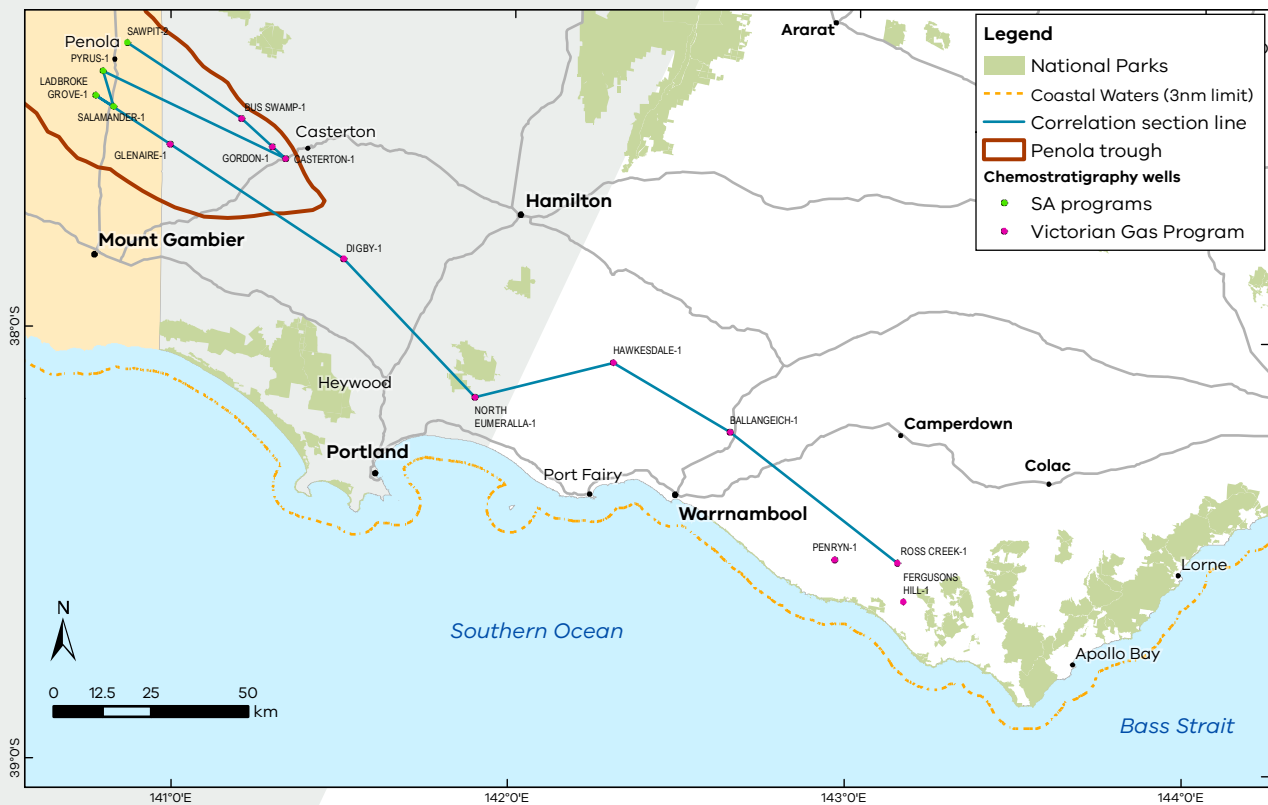 SAWPIT-2
Penola
PYRUS-1
LADBROKE
GROVE-1
SALAMANDER-1
BUS SWAMP-1
Casterton
GLENAIRE-1
GORDON-1
CASTERTON-1
Ararat
Hamilton
Mount Gambier
DIGBY-1
38°0'S
HAWKESDALE-1
Heywood
NORTH
EUMERALLA-1
BALLANGEICH-1
Camperdown
Portland
Port Fairy
Colac
Warrnambool
PENRYN-1
ROSS CREEK-1
FERGUSONS
HILL-1
Lorne
N
Southern Ocean
Apollo Bay
0 12.5 25 50
km
Bass Strait
39°0'S
141°0'E 142°0'E 143°0'E 144°0'E
Legend
National Parks
Coastal Waters (3nm limit)
Correlation section line
Penola trough
Chemostratigraphy wells
SA programs
Victorian Gas Program